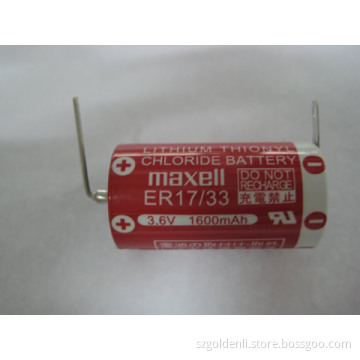 LITHIUM THIONYL
CHLORIDE BATTERY
maxell
DO NOT
RECHARGE
ER17/33
充電禁止
3.6V 1600mAh
szgoldenli.store.bossgoo.com